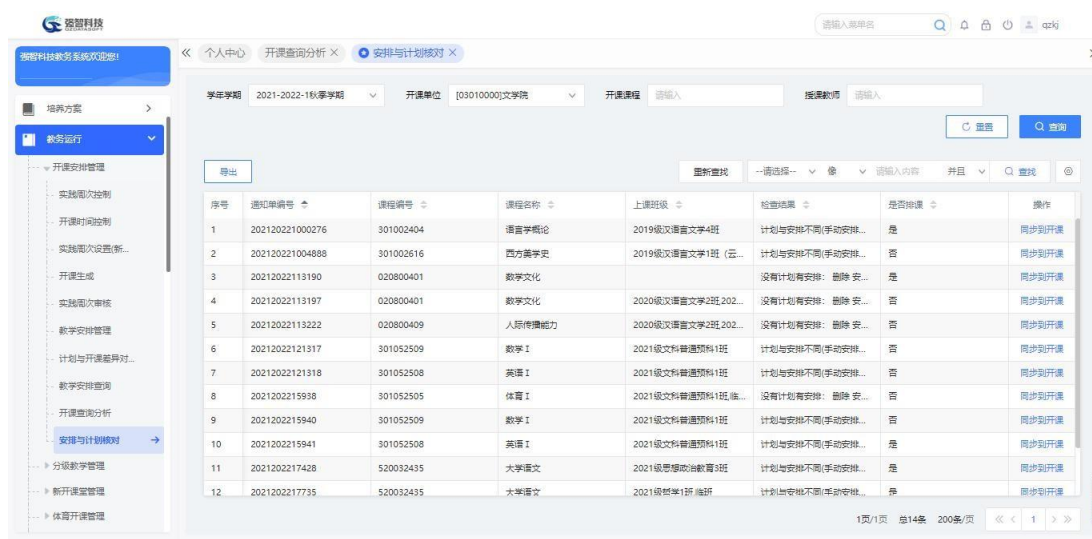 强智科技
QZDATASOFT
请输入菜单名
qzkj
强智科技教务系统欢迎您!
个人中心 开课查询分析 × 安排与计划核对 ×
培养方案
教务运行
开课安排管理
实践周次控制
开课时间控制
实践周次设置(新...
开课生成
实践周次审核
教学安排管理
计划与开课差异对...
教学安排查询
开课查询分析
安排与计划核对
分级教学管理
新开课堂管理
体育开课管理
学年学期 2021-2022-1秋季学期 开课单位 [03010000]文学院 开课课程 请输入 授课教师 请输入
重置 查询
导出 重新查找 --请选择-- 像 请输入内容 并且 查找
序号 通知单编号 课程编号 课程名称 上课班级 检查结果 是否排课 操作
1 202120221000276 301002404 语言学概论 2019级汉语言文学4班 计划与安排不同(手动安排... 是 同步到开课
2 202120221004888 301002616 西方美学史 2019级汉语言文学1班 (云... 计划与安排不同(手动安排... 否 同步到开课
3 20212022113190 020800401 数学文化 没有计划有安排: 删除 安... 是 同步到开课
4 20212022113197 020800401 数学文化 2020级汉语言文学2班,202... 没有计划有安排: 删除 安... 否 同步到开课
5 20212022113222 020800409 人际传播能力 2020级汉语言文学2班,202... 没有计划有安排: 删除 安... 否 同步到开课
6 20212022121317 301052509 数学 I 2021级文科普通预科1班 计划与安排不同(手动安排... 否 同步到开课
7 20212022121318 301052508 英语 I 2021级文科普通预科1班 计划与安排不同(手动安排... 否 同步到开课
8 2021202215938 301052505 体育 I 2021级文科普通预科1班,临... 没有计划有安排: 删除 安... 否 同步到开课
9 2021202215940 301052509 数学 I 2021级文科普通预科1班 计划与安排不同(手动安排... 否 同步到开课
10 2021202215941 301052508 英语 I 2021级文科普通预科1班 计划与安排不同(手动安排... 是 同步到开课
11 2021202217428 520032435 大学语文 2021级思想政治教育3班 计划与安排不同(手动安排... 是 同步到开课
12 2021202217735 520032435 大学语文 2021级哲学1班,临班 计划与安排不同(手动安排... 是 同步到开课
1页/1页 总14条 200条/页 1